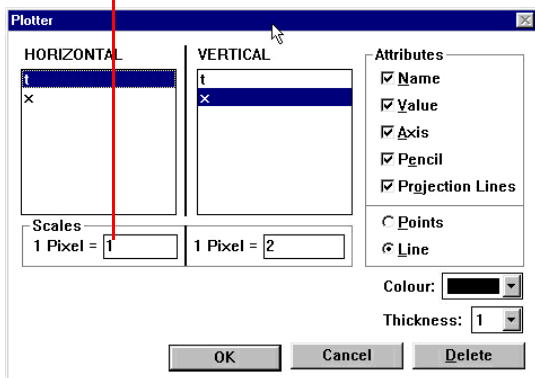 Plotter
HORIZONTAL
t
x
VERTICAL
t
x
Attributes
Name
Value
Axis
Pencil
Projection Lines
Points
Line
Scales
1 Pixel = 1
1 Pixel = 2
Colour:
Thickness: 1
OK Cancel Delete